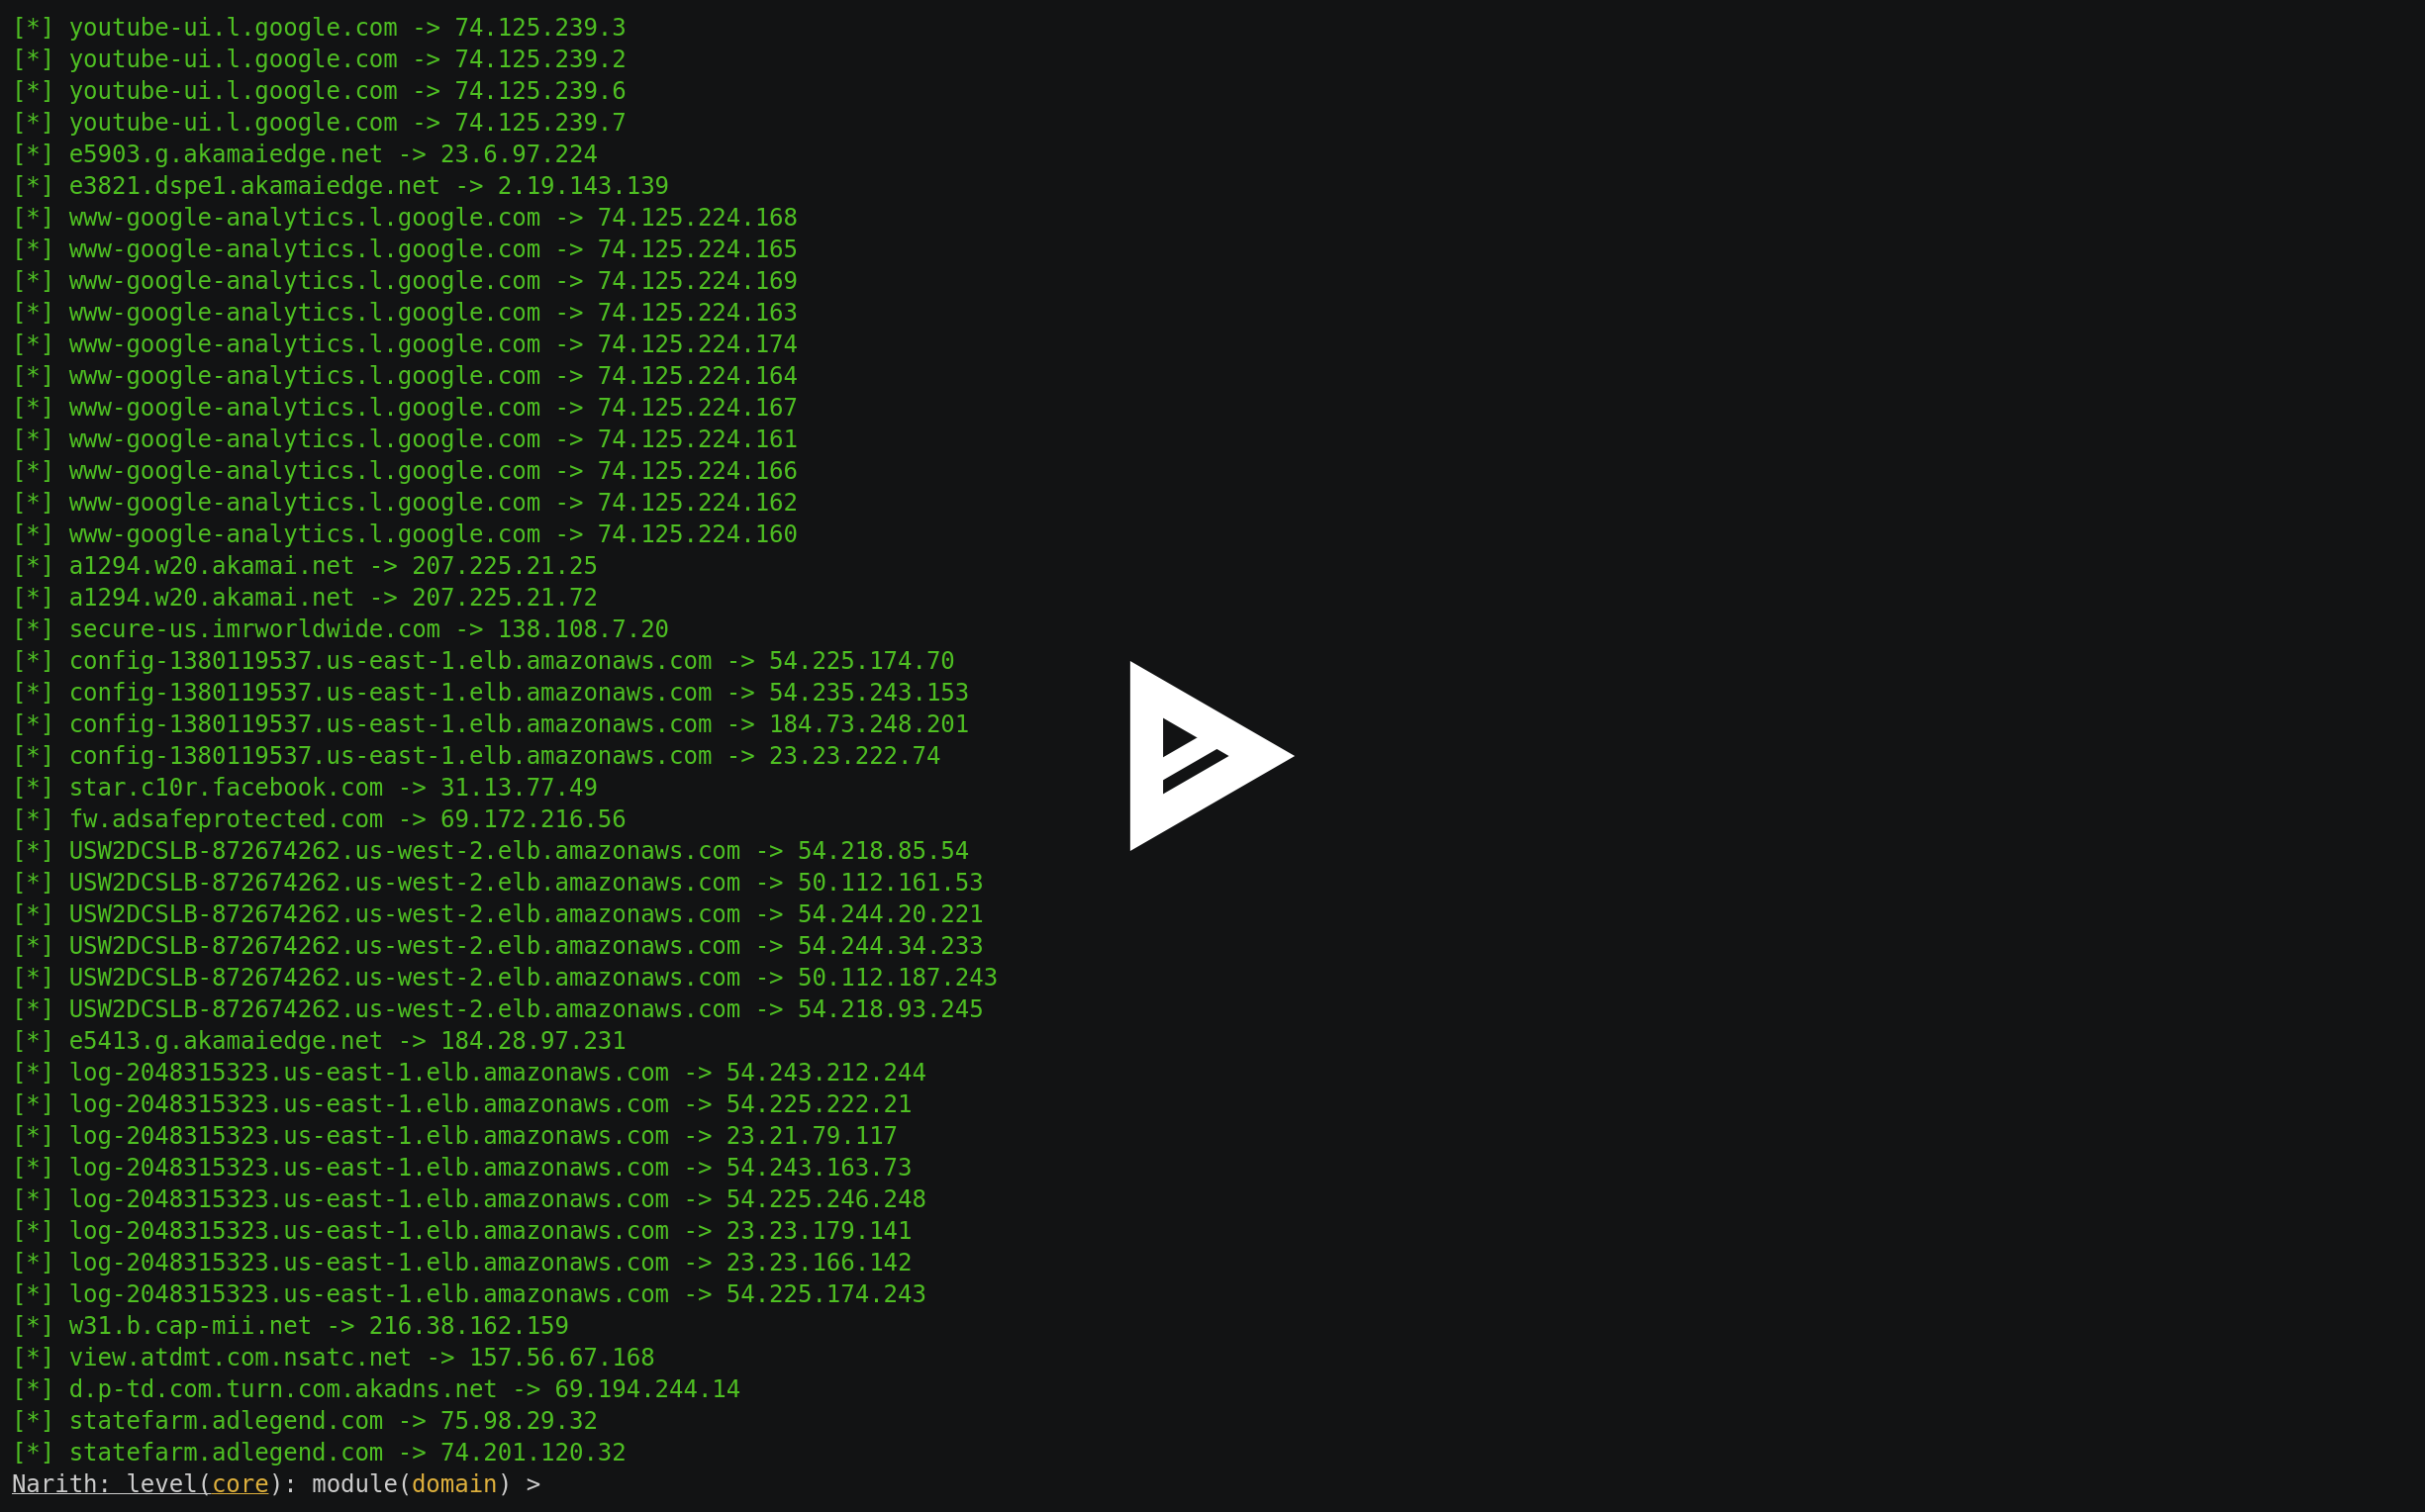 [*] youtube-ui.l.google.com -> 74.125.239.3
[*] youtube-ui.l.google.com -> 74.125.239.2
[*] youtube-ui.l.google.com -> 74.125.239.6
[*] youtube-ui.l.google.com -> 74.125.239.7
[*] e5903.g.akamaiedge.net -> 23.6.97.224
[*] e3821.dspe1.akamaiedge.net -> 2.19.143.139
[*] www-google-analytics.l.google.com -> 74.125.224.168
[*] www-google-analytics.l.google.com -> 74.125.224.165
[*] www-google-analytics.l.google.com -> 74.125.224.169
[*] www-google-analytics.l.google.com -> 74.125.224.163
[*] www-google-analytics.l.google.com -> 74.125.224.174
[*] www-google-analytics.l.google.com -> 74.125.224.164
[*] www-google-analytics.l.google.com -> 74.125.224.167
[*] www-google-analytics.l.google.com -> 74.125.224.161
[*] www-google-analytics.l.google.com -> 74.125.224.166
[*] www-google-analytics.l.google.com -> 74.125.224.162
[*] www-google-analytics.l.google.com -> 74.125.224.160
[*] a1294.w20.akamai.net -> 207.225.21.25
[*] a1294.w20.akamai.net -> 207.225.21.72
[*] secure-us.imrworldwide.com -> 138.108.7.20
[*] config-1380119537.us-east-1.elb.amazonaws.com -> 54.225.174.70
[*] config-1380119537.us-east-1.elb.amazonaws.com -> 54.235.243.153
[*] config-1380119537.us-east-1.elb.amazonaws.com -> 184.73.248.201
[*] config-1380119537.us-east-1.elb.amazonaws.com -> 23.23.222.74
[*] star.c10r.facebook.com -> 31.13.77.49
[*] fw.adsafeprotected.com -> 69.172.216.56
[*] USW2DCSLB-872674262.us-west-2.elb.amazonaws.com -> 54.218.85.54
[*] USW2DCSLB-872674262.us-west-2.elb.amazonaws.com -> 50.112.161.53
[*] USW2DCSLB-872674262.us-west-2.elb.amazonaws.com -> 54.244.20.221
[*] USW2DCSLB-872674262.us-west-2.elb.amazonaws.com -> 54.244.34.233
[*] USW2DCSLB-872674262.us-west-2.elb.amazonaws.com -> 50.112.187.243
[*] USW2DCSLB-872674262.us-west-2.elb.amazonaws.com -> 54.218.93.245
[*] e5413.g.akamaiedge.net -> 184.28.97.231
[*] log-2048315323.us-east-1.elb.amazonaws.com -> 54.243.212.244
[*] log-2048315323.us-east-1.elb.amazonaws.com -> 54.225.222.21
[*] log-2048315323.us-east-1.elb.amazonaws.com -> 23.21.79.117
[*] log-2048315323.us-east-1.elb.amazonaws.com -> 54.243.163.73
[*] log-2048315323.us-east-1.elb.amazonaws.com -> 54.225.246.248
[*] log-2048315323.us-east-1.elb.amazonaws.com -> 23.23.179.141
[*] log-2048315323.us-east-1.elb.amazonaws.com -> 23.23.166.142
[*] log-2048315323.us-east-1.elb.amazonaws.com -> 54.225.174.243
[*] w31.b.cap-mii.net -> 216.38.162.159
[*] view.atdmt.com.nsatc.net -> 157.56.67.168
[*] d.p-td.com.turn.com.akadns.net -> 69.194.244.14
[*] statefarm.adlegend.com -> 75.98.29.32
[*] statefarm.adlegend.com -> 74.201.120.32
Narith: level(core): module(domain) >